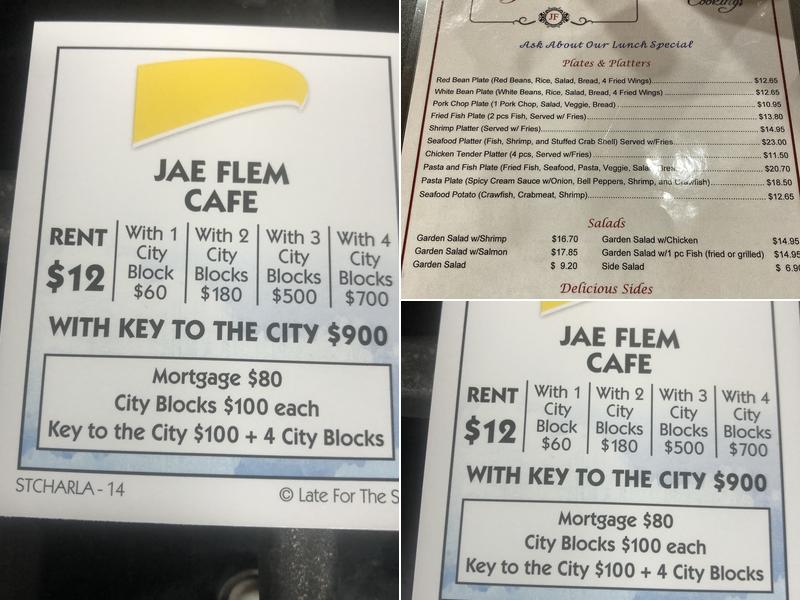 JAE FLEM
CAFE
RENT
$12
With 1
City
Block
$60
With 2
City
Blocks
$180
With 3
City
Blocks
$500
With 4
City
Blocks
$700
WITH KEY TO THE CITY $900
Mortgage $80
City Blocks $100 each
Key to the City $100 + 4 City Blocks
STCHARLA - 14
© Late For The S
JF
Cookings
Ask About Our Lunch Special
Plates & Platters
Red Bean Plate (Red Beans, Rice, Salad, Bread, 4 Fried Wings) $12.65
White Bean Plate (White Beans, Rice, Salad, Bread, 4 Fried Wings) $12.65
Pork Chop Plate (1 Pork Chop, Salad, Veggie, Bread) $10.95
Fried Fish Plate (2 pcs Fish, Served w/ Fries) $13.80
Shrimp Platter (Served w/ Fries) $14.95
Seafood Platter (Fish, Shrimp, and Stuffed Crab Shell) Served w/Fries $23.00
Chicken Tender Platter (4 pcs, Served w/Fries) $11.50
Pasta and Fish Plate (Fried Fish, Seafood, Pasta, Veggie, $20.70
Pasta Plate (Spicy Cream Sauce w/Onion, Bell Peppers, Shrimp, and Crawfish) $18.50
Seafood Potato (Crawfish, Crabmeat, Shrimp) $12.65
Salads
Garden Salad w/Shrimp $16.70
Garden Salad w/Salmon $17.85
Garden Salad $ 9.20
Garden Salad w/Chicken $14.95
Garden Salad w/1 pc Fish (fried or grilled) $14.95
Side Salad $ 6.90
Delicious Sides
JAE FLEM
CAFE
RENT
$12
With 1
City
Block
$60
With 2
City
Blocks
$180
With 3
City
Blocks
$500
With 4
City
Blocks
$700
WITH KEY TO THE CITY $900
Mortgage $80
City Blocks $100 each
Key to the City $100 + 4 City Blocks